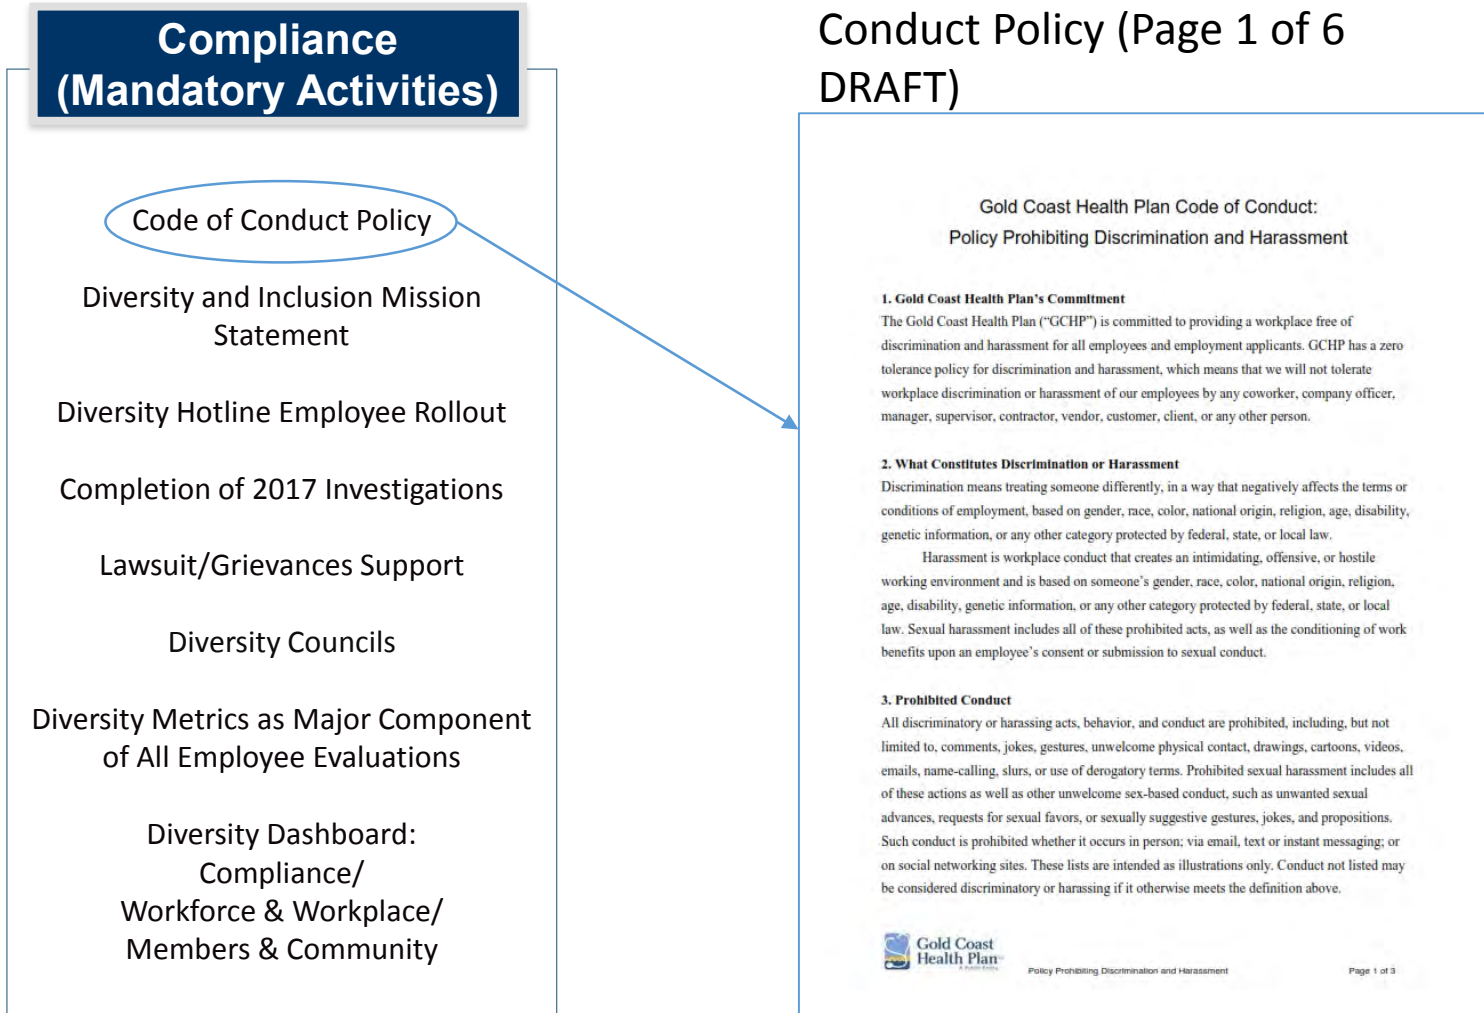 Compliance
(Mandatory Activities)
Code of Conduct Policy
Diversity and Inclusion Mission
Statement
Diversity Hotline Employee Rollout
Completion of 2017 Investigations
Lawsuit/Grievances Support
Diversity Councils
Diversity Metrics as Major Component
of All Employee Evaluations
Diversity Dashboard:
Compliance/
Workforce & Workplace/
Members & Community
Conduct Policy (Page 1 of 6
DRAFT)
Gold Coast Health Plan Code of Conduct:
Policy Prohibiting Discrimination and Harassment
1. Gold Coast Health Plan's Commitment
The Gold Coast Health Plan (“GCHP”) is committed to providing a workplace free of
discrimination and harassment for all employees and employment applicants. GCHP has a zero
tolerance policy for discrimination and harassment, which means that we will not tolerate
workplace discrimination or harassment of our employees by any coworker, company officer,
manager, supervisor, contractor, vendor, customer, client, or any other person.
2. What Constitutes Discrimination or Harassment
Discrimination means treating someone differently, in a way that negatively affects the terms or
conditions of employment, based on gender, race, color, national origin, religion, age, disability,
genetic information, or any other category protected by federal, state, or local law.
Harassment is workplace conduct that creates an intimidating, offensive, or hostile
working environment and is based on someone’s gender, race, color, national origin, religion,
age, disability, genetic information, or any other category protected by federal, state, or local
law. Sexual harassment includes all of these prohibited acts, as well as the conditioning of work
benefits upon an employee’s consent or submission to sexual conduct.
3. Prohibited Conduct
All discriminatory or harassing acts, behavior, and conduct are prohibited, including, but not
limited to, comments, jokes, gestures, unwelcome physical contact, drawings, cartoons, videos,
emails, name-calling, slurs, or use of derogatory terms. Prohibited sexual harassment includes all
of these actions as well as other unwelcome sex-based conduct, such as unwanted sexual
advances, requests for sexual favors, or sexually suggestive gestures, jokes, and propositions.
Such conduct is prohibited whether it occurs in person; via email, text or instant messaging; or
on social networking sites. These lists are intended as illustrations only. Conduct not listed may
be considered discriminatory or harassing if it otherwise meets the definition above.
Gold Coast
Health Plan
A Public Entity
Policy Prohibiting Discrimination and Harassment
Page 1 of 3